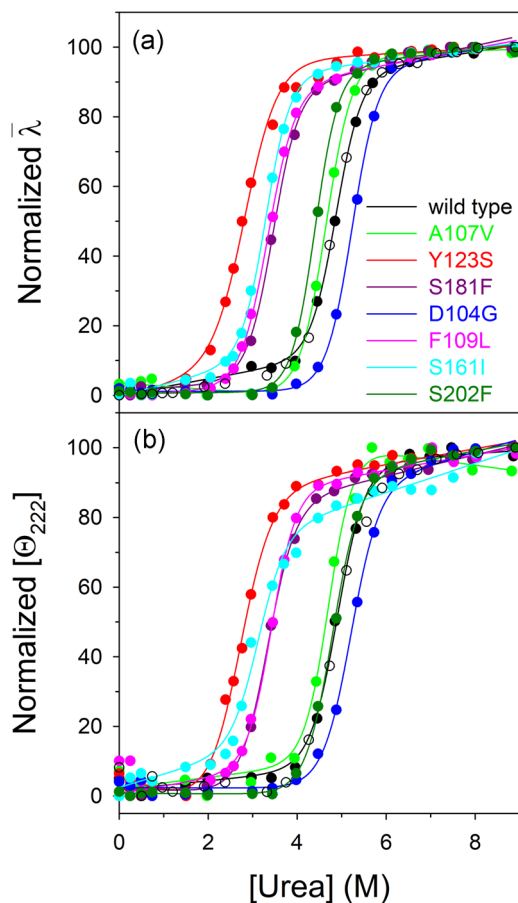 (a)
Normalized λ̄
100
80
60
40
20
0
wild type
A107V
Y123S
S181F
D104G
F109L
S161I
S202F
(b)
Normalized [Θ222]
100
80
60
40
20
0
0 2 4 6 8
[Urea] (M)